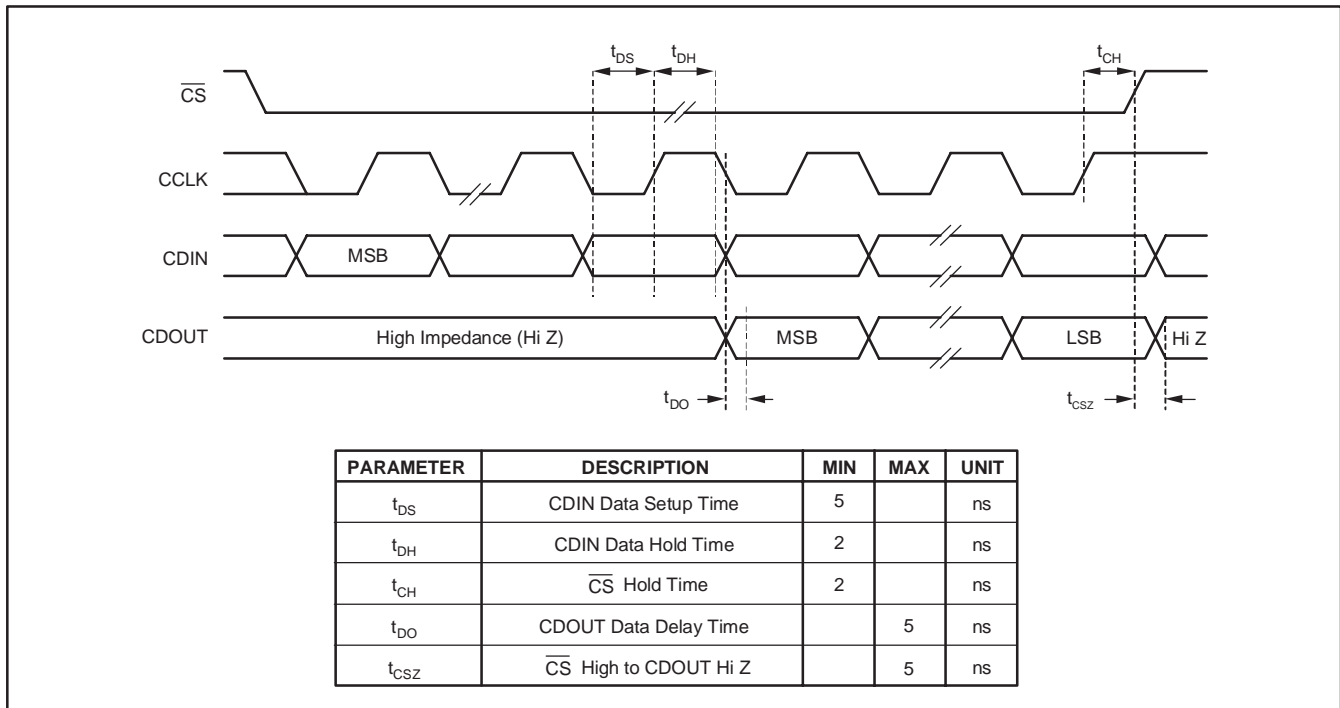 tDS tDH tCH
CS
CCLK
CDIN MSB
CDOUT High Impedance (Hi Z) MSB LSB Hi Z
tDO tCSZ
PARAMETER DESCRIPTION MIN MAX UNIT
tDS CDIN Data Setup Time 5 ns
tDH CDIN Data Hold Time 2 ns
tCH CS Hold Time 2 ns
tDO CDOUT Data Delay Time 5 ns
tCSZ CS High to CDOUT Hi Z 5 ns